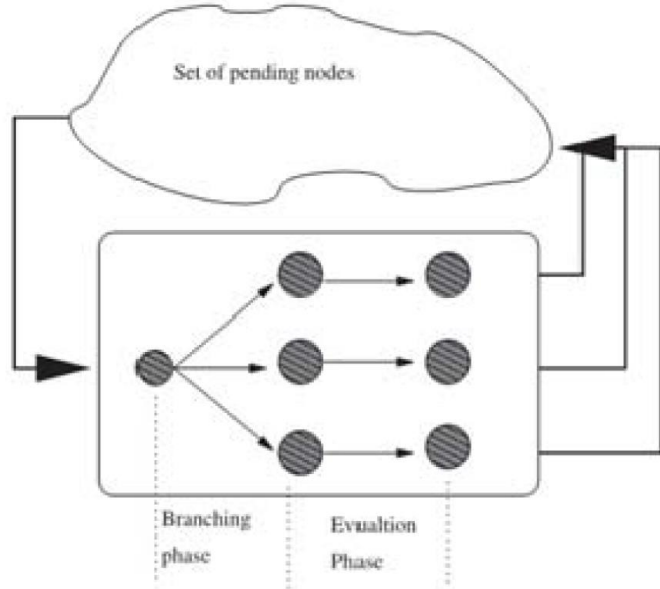 Set of pending nodes
Branching
phase
Evualtion
Phase